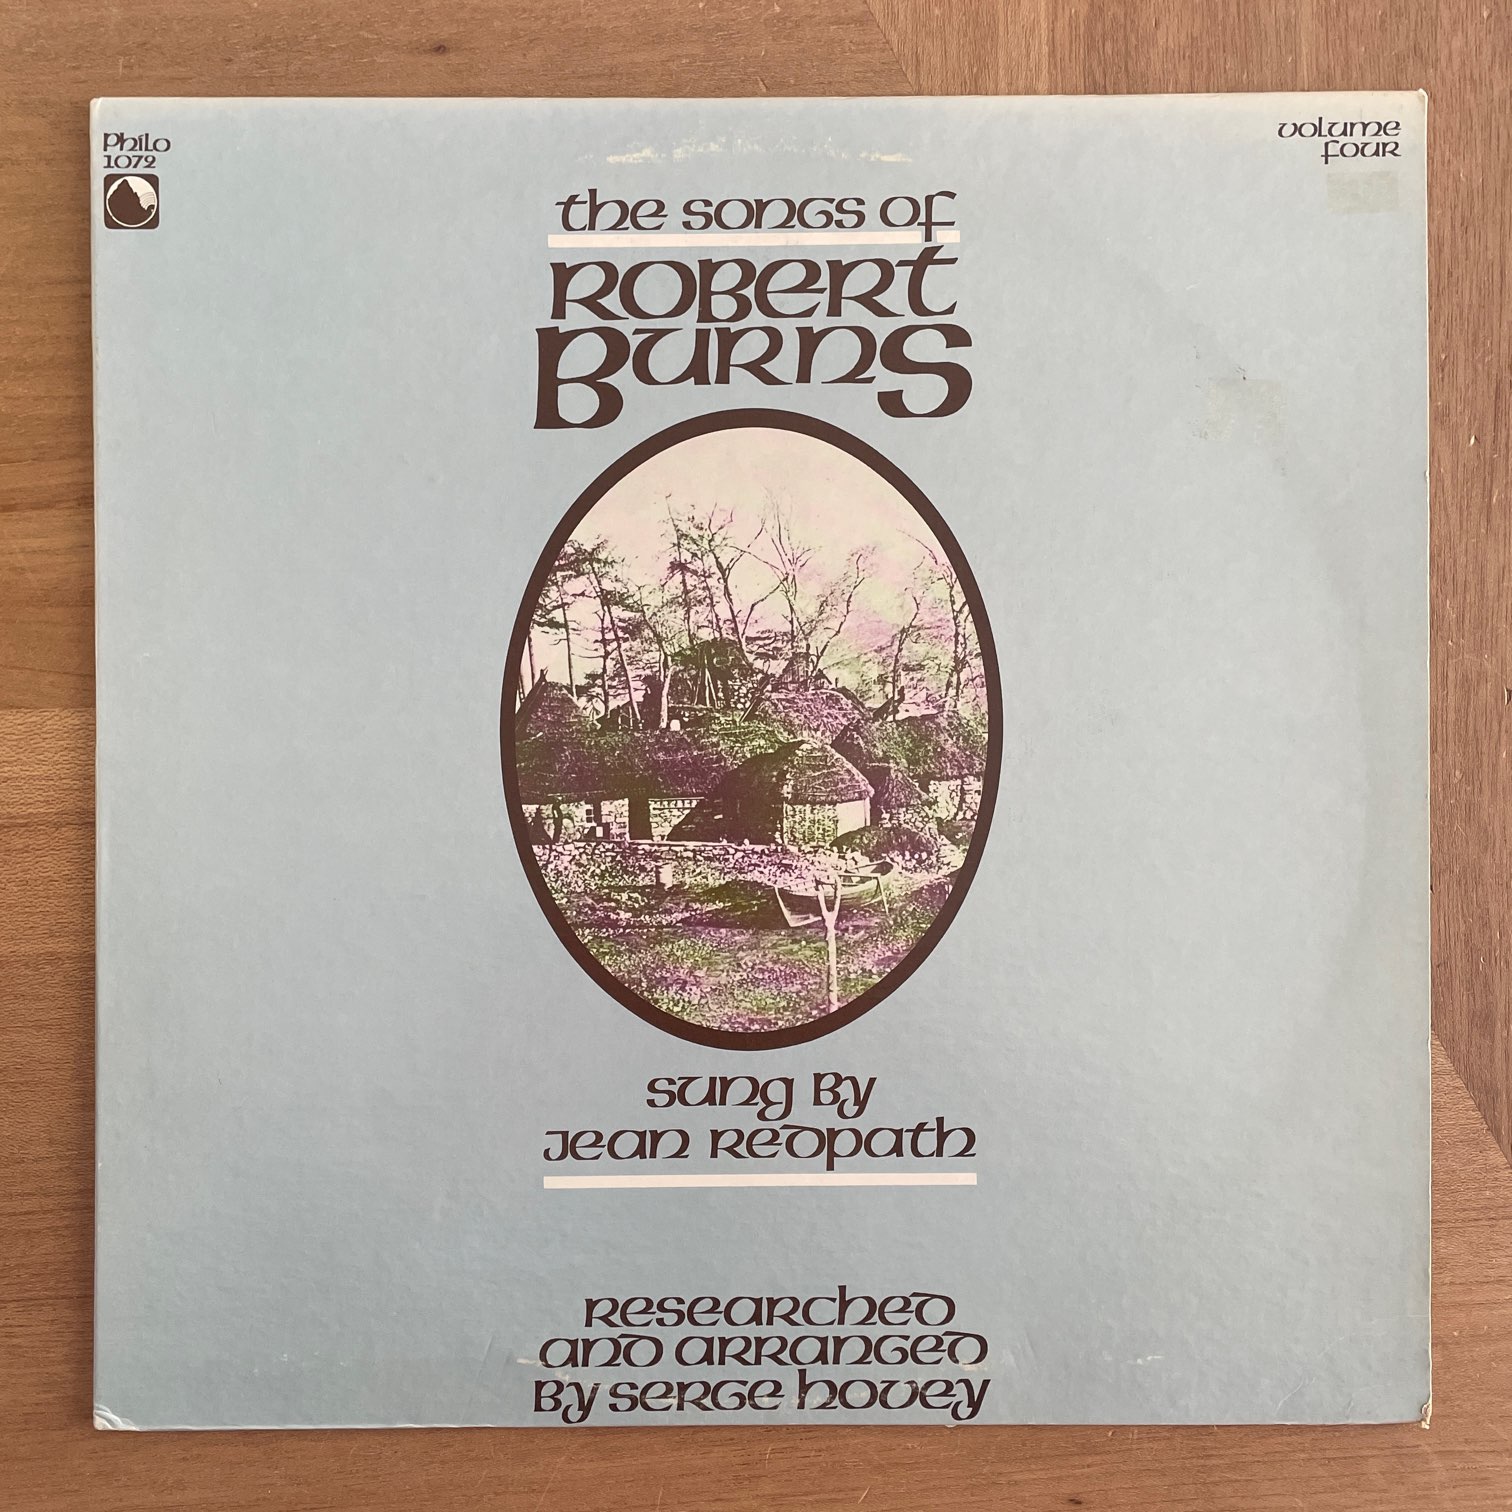 Philo
1072
Volume
Four
The Songs of
Robert
Burns
Sung by
Jean Redpath
Researched
and arranged
by Serge Hovey